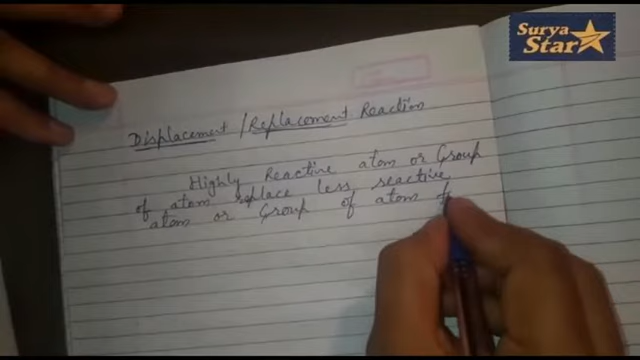 Surya
Star
Displacement / Replacement Reaction
Highly Reactive atom or Group
of atom replace less reactive
atom or Group of atom